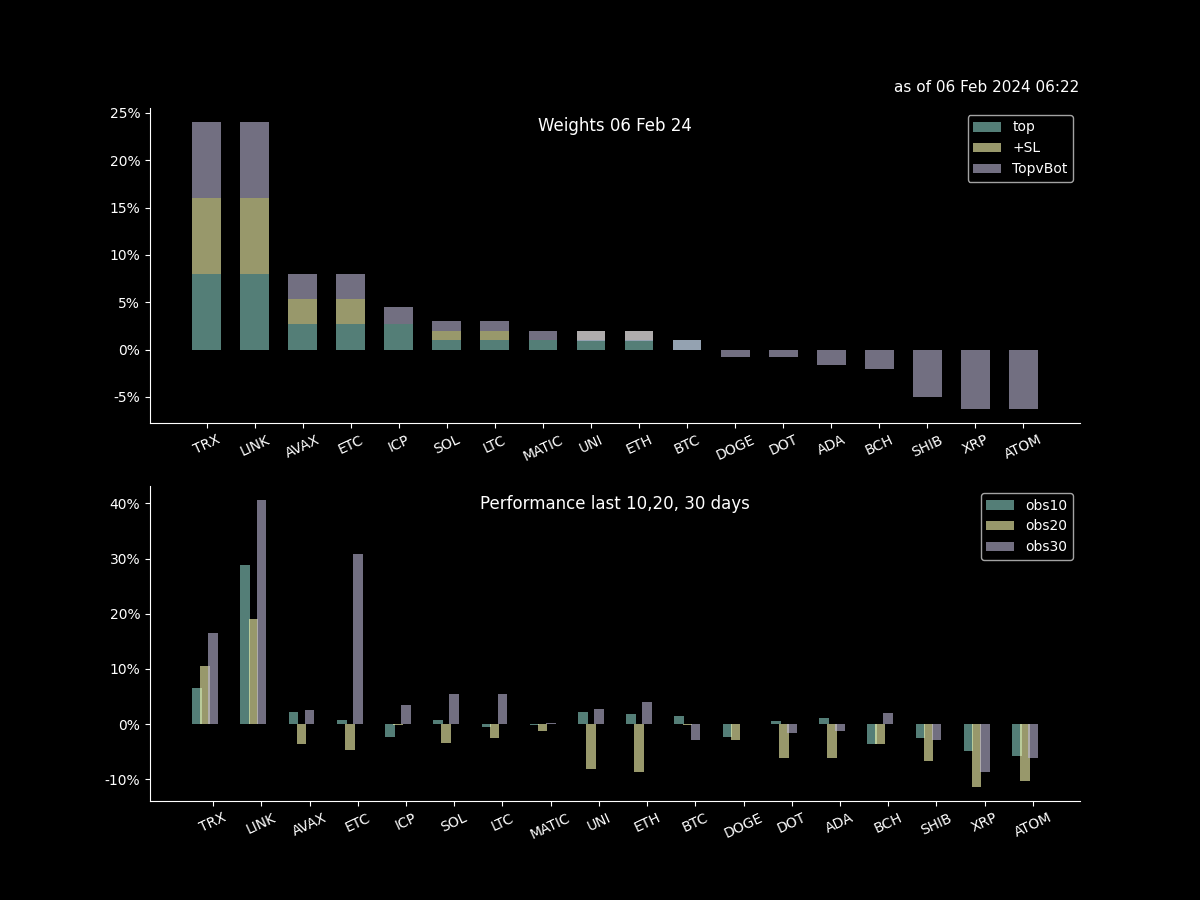 as of 06 Feb 2024 06:22
Weights 06 Feb 24
top
+SL
TopvBot
25%
20%
15%
10%
5%
0%
-5%
TRX LINK AVAX ETC ICP SOL LTC MATIC UNI ETH BTC DOGE DOT ADA BCH SHIB XRP ATOM
Performance last 10,20, 30 days
obs10
obs20
obs30
40%
30%
20%
10%
0%
-10%
TRX LINK AVAX ETC ICP SOL LTC MATIC UNI ETH BTC DOGE DOT ADA BCH SHIB XRP ATOM